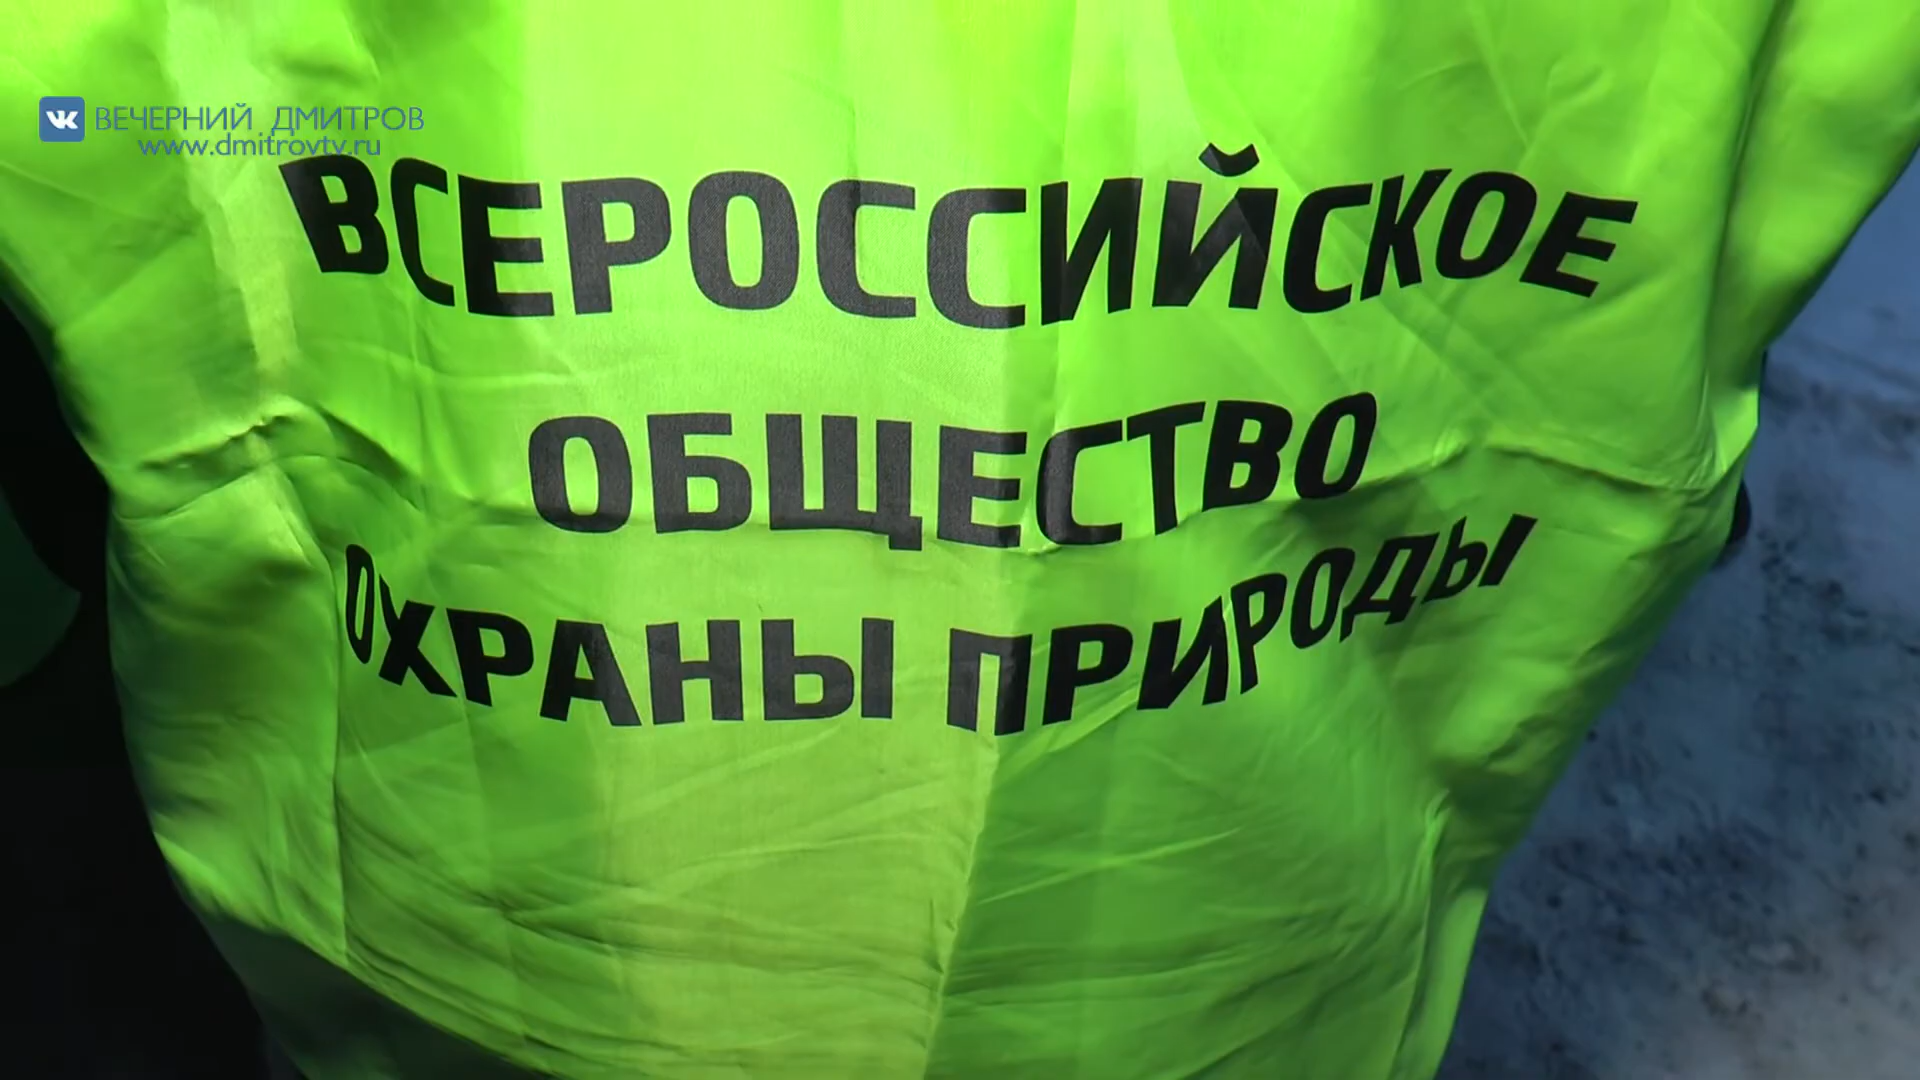 ВЕЧЕРНИЙ ДМИТРОВ
www.dmitrovtv.ru
ВСЕРОССИЙСКОЕ
ОБЩЕСТВО
ОХРАНЫ ПРИРОДЫ